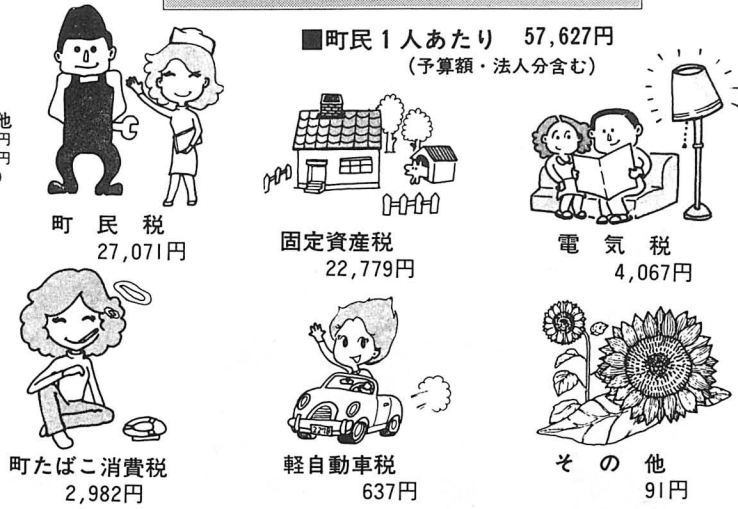 ■町民1人あたり 57,627円
(予算額・法人分含む)
他
円
円
)
町民税
27,071円
固定資産税
22,779円
電気税
4,067円
町たばこ消費税
2,982円
軽自動車税
637円
その他
91円